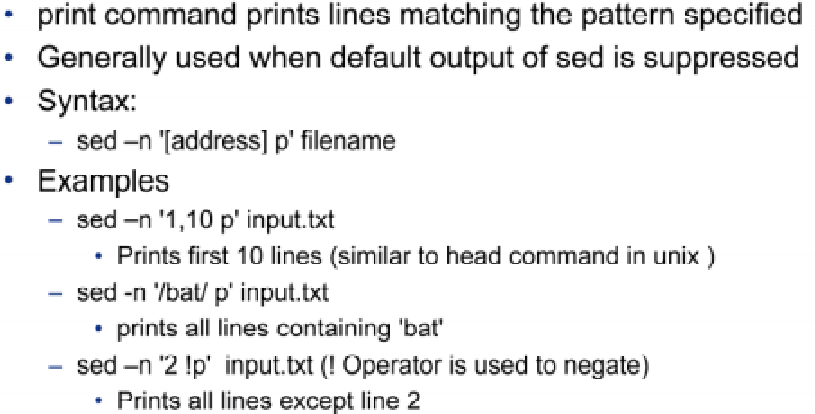 • print command prints lines matching the pattern specified
• Generally used when default output of sed is suppressed
• Syntax:
– sed –n '[address] p' filename
• Examples
– sed –n '1,10 p' input.txt
• Prints first 10 lines (similar to head command in unix )
– sed -n '/bat/ p' input.txt
• prints all lines containing 'bat'
– sed –n '2 !p'  input.txt (! Operator is used to negate)
• Prints all lines except line 2